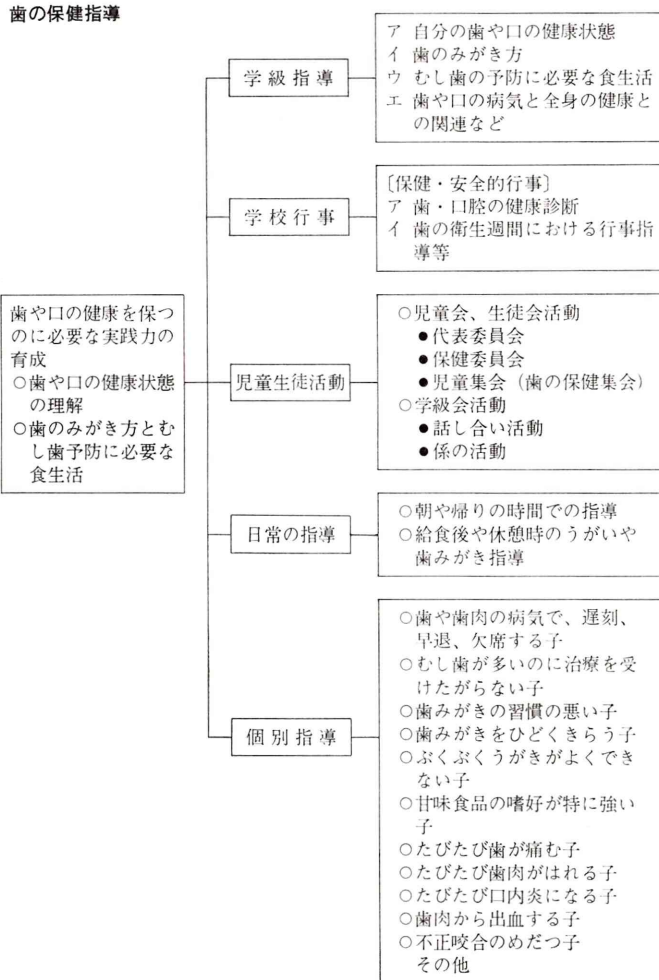 歯の保健指導
歯や口の健康を保つ
のに必要な実践力の
育成
○歯や口の健康状態
の理解
○歯のみがき方とむ
し歯予防に必要な
食生活
学級指導
ア 自分の歯や口の健康状態
イ 歯のみがき方
ウ むし歯の予防に必要な食生活
エ 歯や口の病気と全身の健康と
の関連など
学校行事
〔保健・安全的行事〕
ア 歯・口腔の健康診断
イ 歯の衛生週間における行事指
導等
児童生徒活動
○児童会、生徒会活動
●代表委員会
●保健委員会
●児童集会（歯の保健集会）
○学級会活動
●話し合い活動
●係の活動
日常の指導
○朝や帰りの時間での指導
○給食後や休憩時のうがいや
歯みがき指導
個別指導
○歯や歯肉の病気で、遅刻、
早退、欠席する子
○むし歯が多いのに治療を受
けたがらない子
○歯みがきの習慣の悪い子
○歯みがきをひどくきらう子
○ぶくぶくうがきがよくでき
ない子
○甘味食品の嗜好が特に強い
子
○たびたび歯が痛む子
○たびたび歯肉がはれる子
○たびたび口内炎になる子
○歯肉から出血する子
○不正咬合のめだつ子
その他